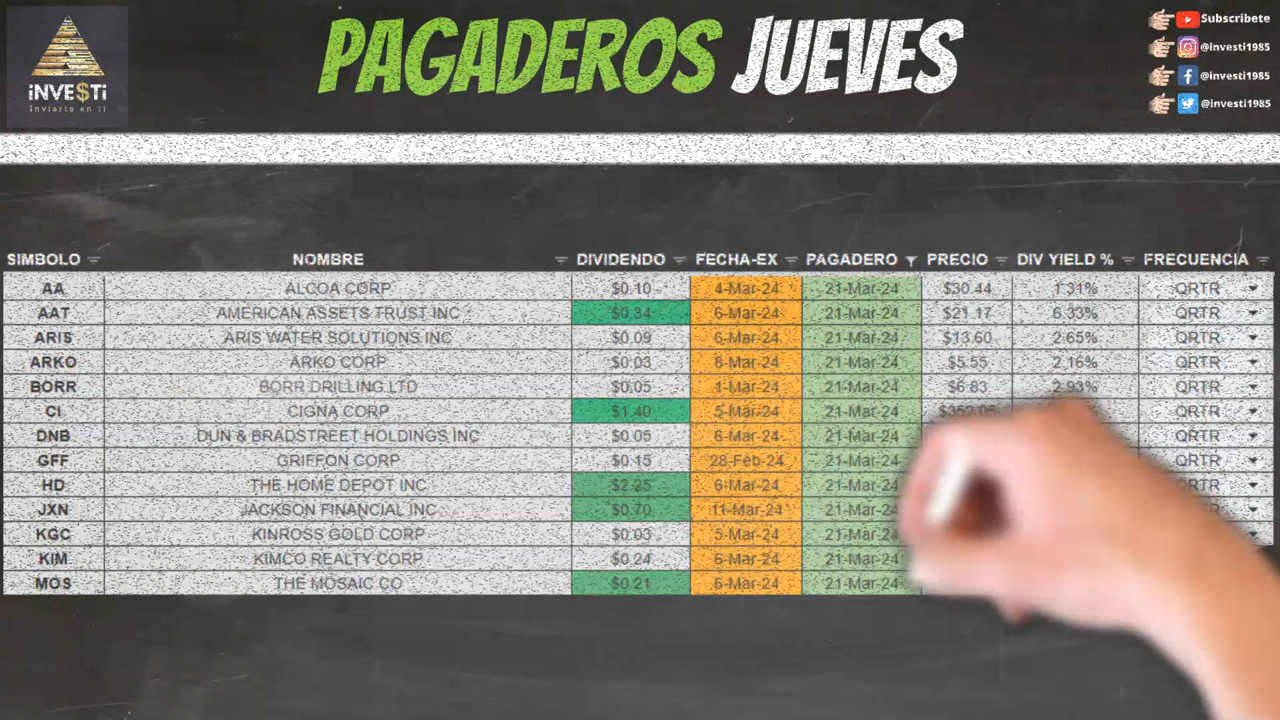 PAGADEROS JUEVES
iNVE$Ti
Invierte en ti
Subscribete
@investi1985
@investi1985
@investi1985
SIMBOLO NOMBRE DIVIDENDO FECHA-EX PAGADERO PRECIO DIV YIELD % FRECUENCIA
AA ALCOA CORP $0.10 4-Mar-24 21-Mar-24 $30.44 1.31% QRTR
AAT AMERICAN ASSETS TRUST INC $0.34 6-Mar-24 21-Mar-24 $21.17 6.33% QRTR
ARIS ARIS WATER SOLUTIONS INC $0.09 6-Mar-24 21-Mar-24 $13.60 2.65% QRTR
ARKO ARKO CORP $0.03 8-Mar-24 21-Mar-24 $5.55 2.16% QRTR
BORR BORR DRILLING LTD $0.05 1-Mar-24 21-Mar-24 $6.83 2.93% QRTR
CI CIGNA CORP $1.40 5-Mar-24 21-Mar-24 QRTR
DNB DUN & BRADSTREET HOLDINGS INC $0.05 6-Mar-24 21-Mar-24 QRTR
GFF GRIFFON CORP $0.15 28-Feb-24 21-Mar-24 QRTR
HD THE HOME DEPOT INC $2.25 6-Mar-24 21-Mar-24 QRTR
JXN JACKSON FINANCIAL INC $0.70 11-Mar-24 21-Mar-24 QRTR
KGC KINROSS GOLD CORP $0.03 5-Mar-24 21-Mar-24
KIM KIMCO REALTY CORP $0.24 6-Mar-24 21-Mar-24
MOS THE MOSAIC CO $0.21 6-Mar-24 21-Mar-24